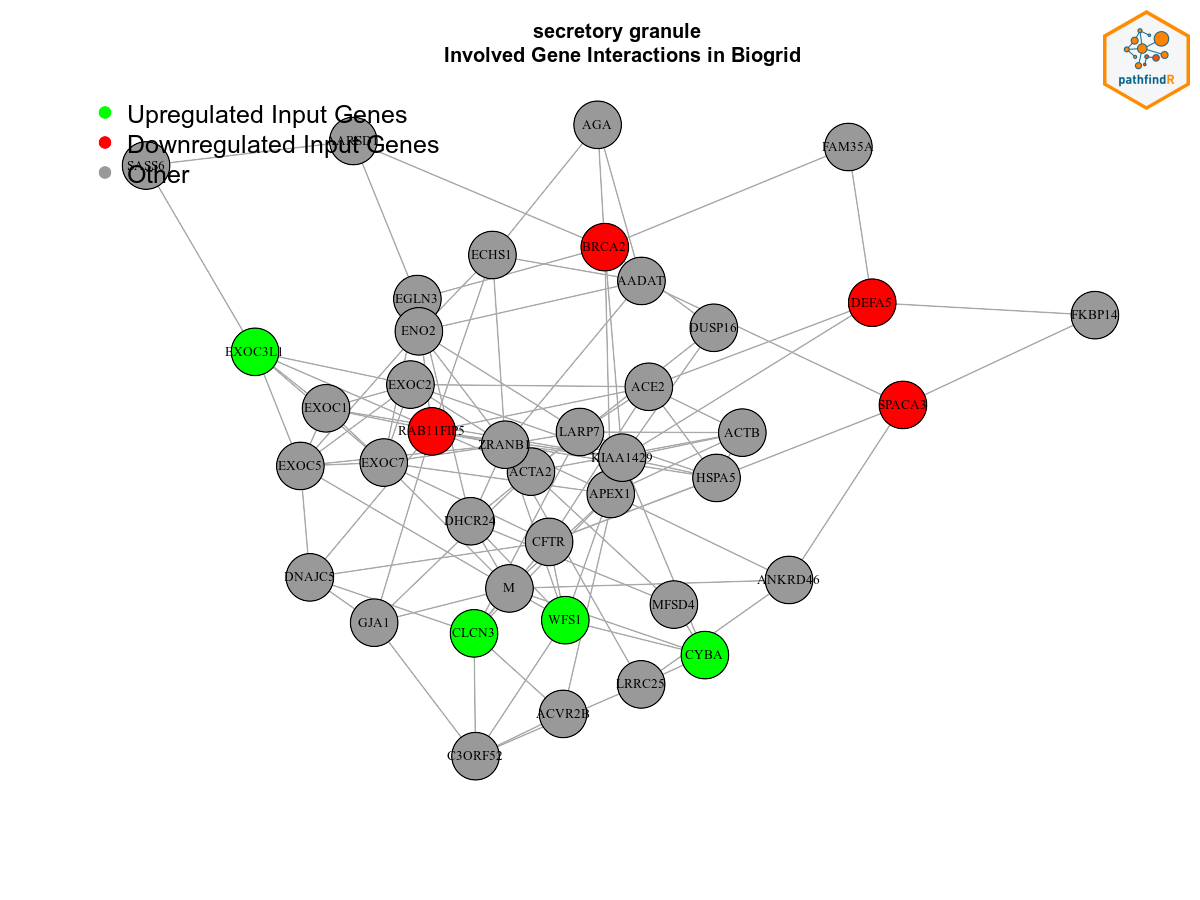 secretory granule
Involved Gene Interactions in Biogrid
pathfindR
Upregulated Input Genes
Downregulated Input Genes
Other
SASS6
AGA
FAM35A
BRCA2
ECHS1
AADAT
EGLN3
DEFA5
FKBP14
ENO2
DUSP16
EXOC3L1
EXOC2
ACE2
SPACA3
EXOC1
RAB11FIP5
LARP7
ACTB
ZRANB1
KIAA1429
EXOC5
EXOC7
ACTA2
HSPA5
APEX1
DHCR24
CFTR
DNAJC5
M
ANKRD46
MFSD4
GJA1
CLCN3
WFS1
CYBA
LRRC25
ACVR2B
C3ORF52